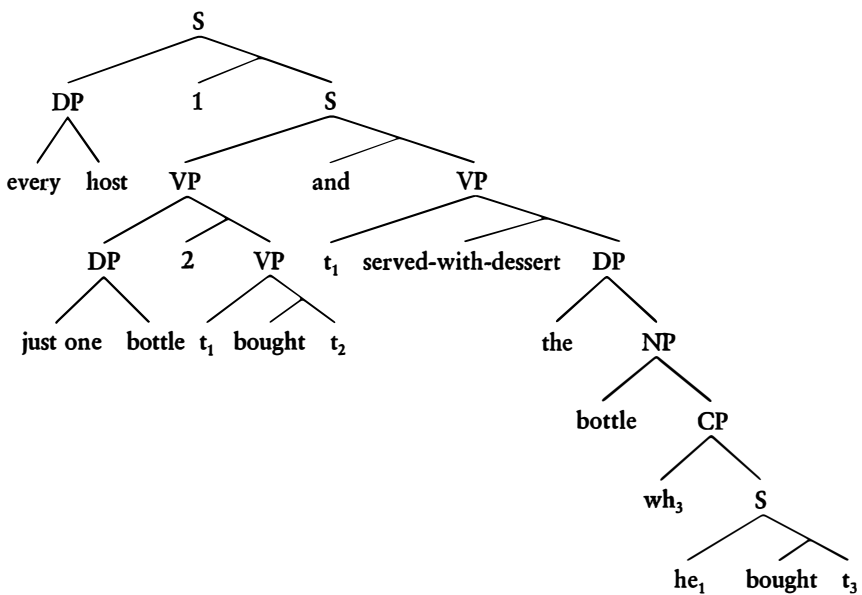 S
DP 1 S
every host VP and VP
DP 2 VP t₁ served-with-dessert DP
just one bottle t₁ bought t₂ the NP
bottle CP
wh₃ S
he₁ bought t₃